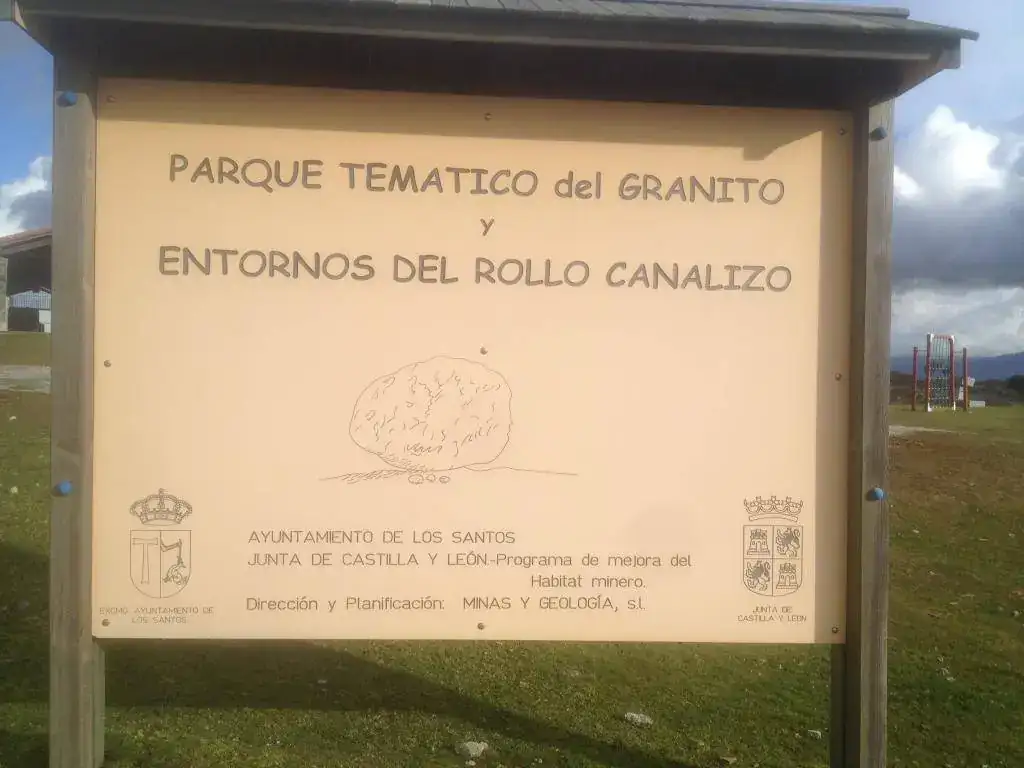 PARQUE TEMATICO del GRANITO
y
ENTORNOS DEL ROLLO CANALIZO
AYUNTAMIENTO DE LOS SANTOS
JUNTA DE CASTILLA Y LEÓN.-Programa de mejora del
Habitat minero.
Dirección y Planificación: MINAS Y GEOLOGÍA, s.l.
EXCMO. AYUNTAMIENTO DE
LOS SANTOS
JUNTA DE
CASTILLA Y LEON